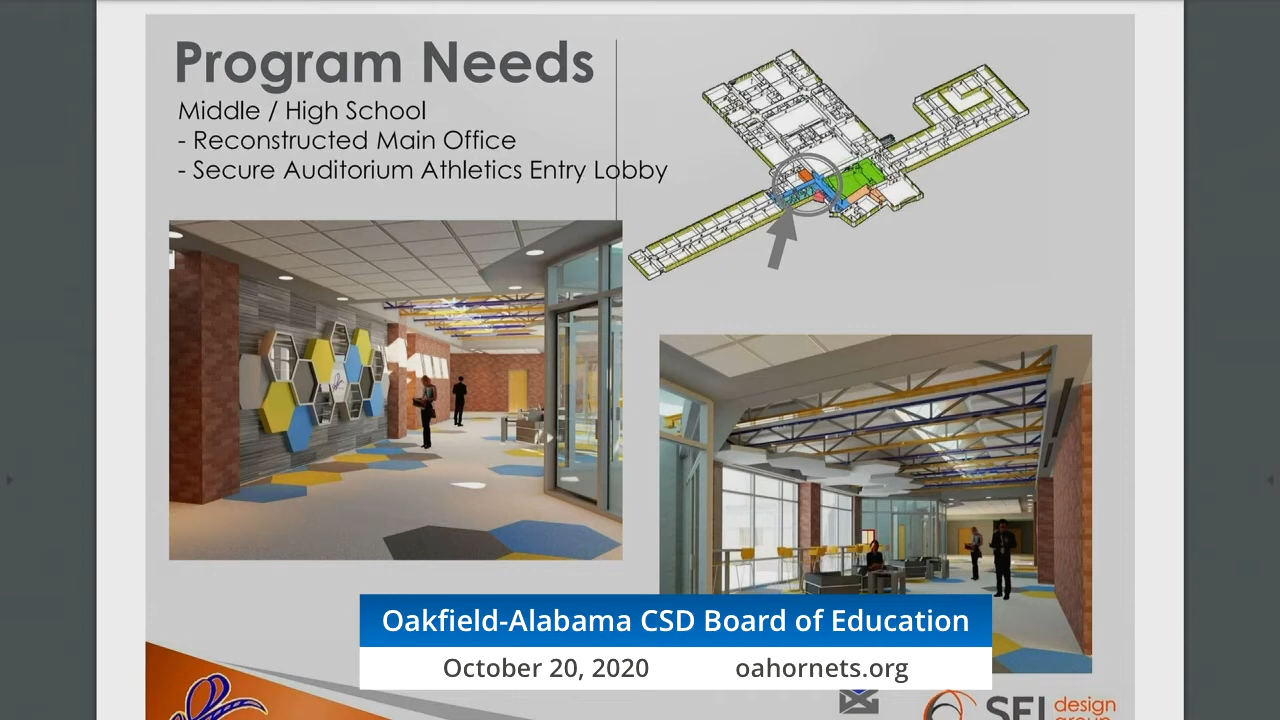 Program Needs
Middle / High School
- Reconstructed Main Office
- Secure Auditorium Athletics Entry Lobby
Oakfield-Alabama CSD Board of Education
October 20, 2020 oahornets.org
SEI design
group